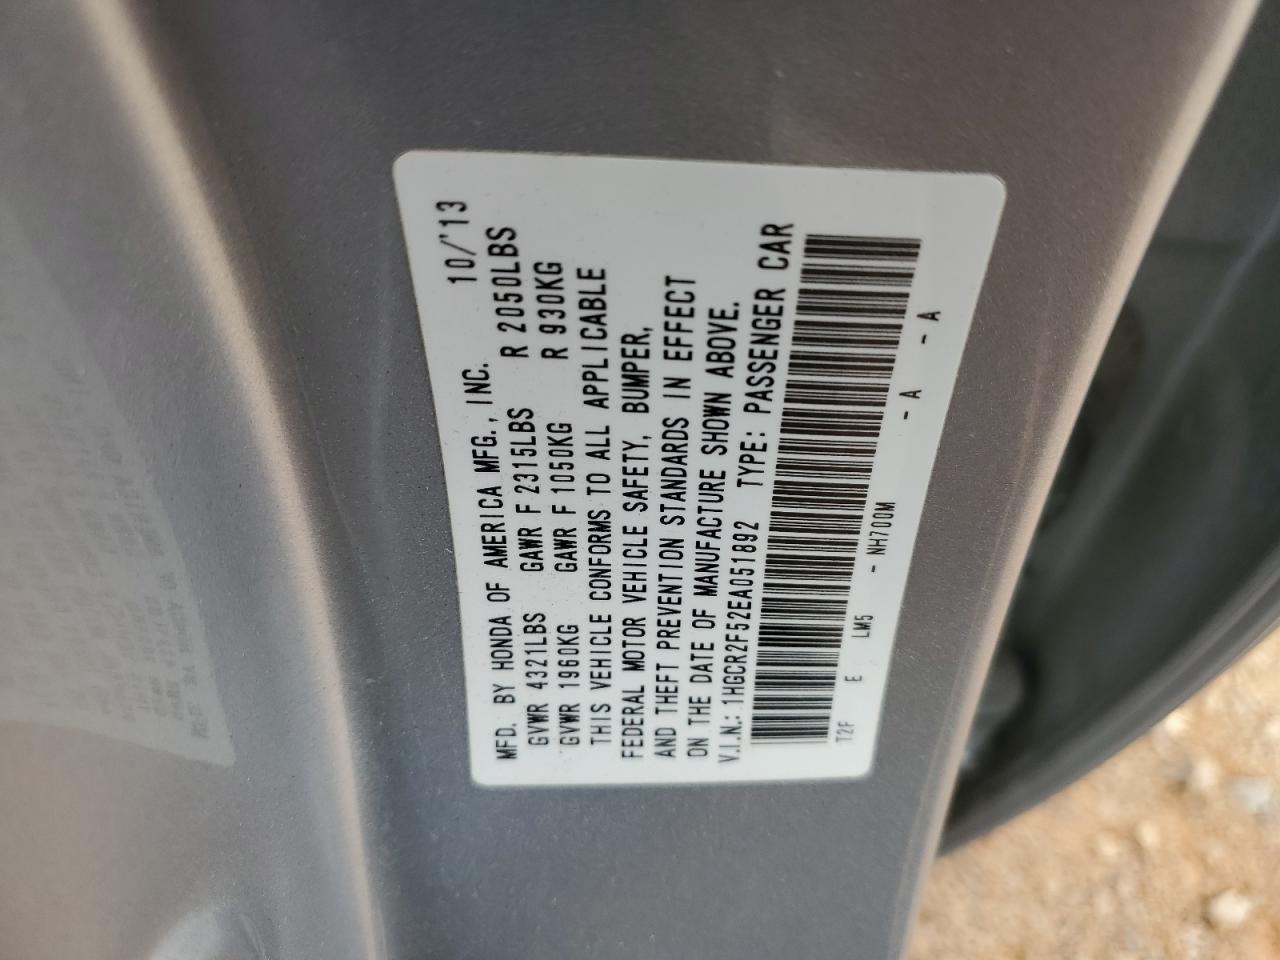 MFD. BY HONDA OF AMERICA MFG., INC. 10/'13
GVWR 4321LBS GAWR F 2315LBS R 2050LBS
GVWR 1960KG GAWR F 1050KG R 930KG
THIS VEHICLE CONFORMS TO ALL APPLICABLE
FEDERAL MOTOR VEHICLE SAFETY, BUMPER,
AND THEFT PREVENTION STANDARDS IN EFFECT
ON THE DATE OF MANUFACTURE SHOWN ABOVE.
V.I.N.: 1HGCR2F52EA051892 TYPE: PASSENGER CAR
T2F E LM5 - NH700M - A - A